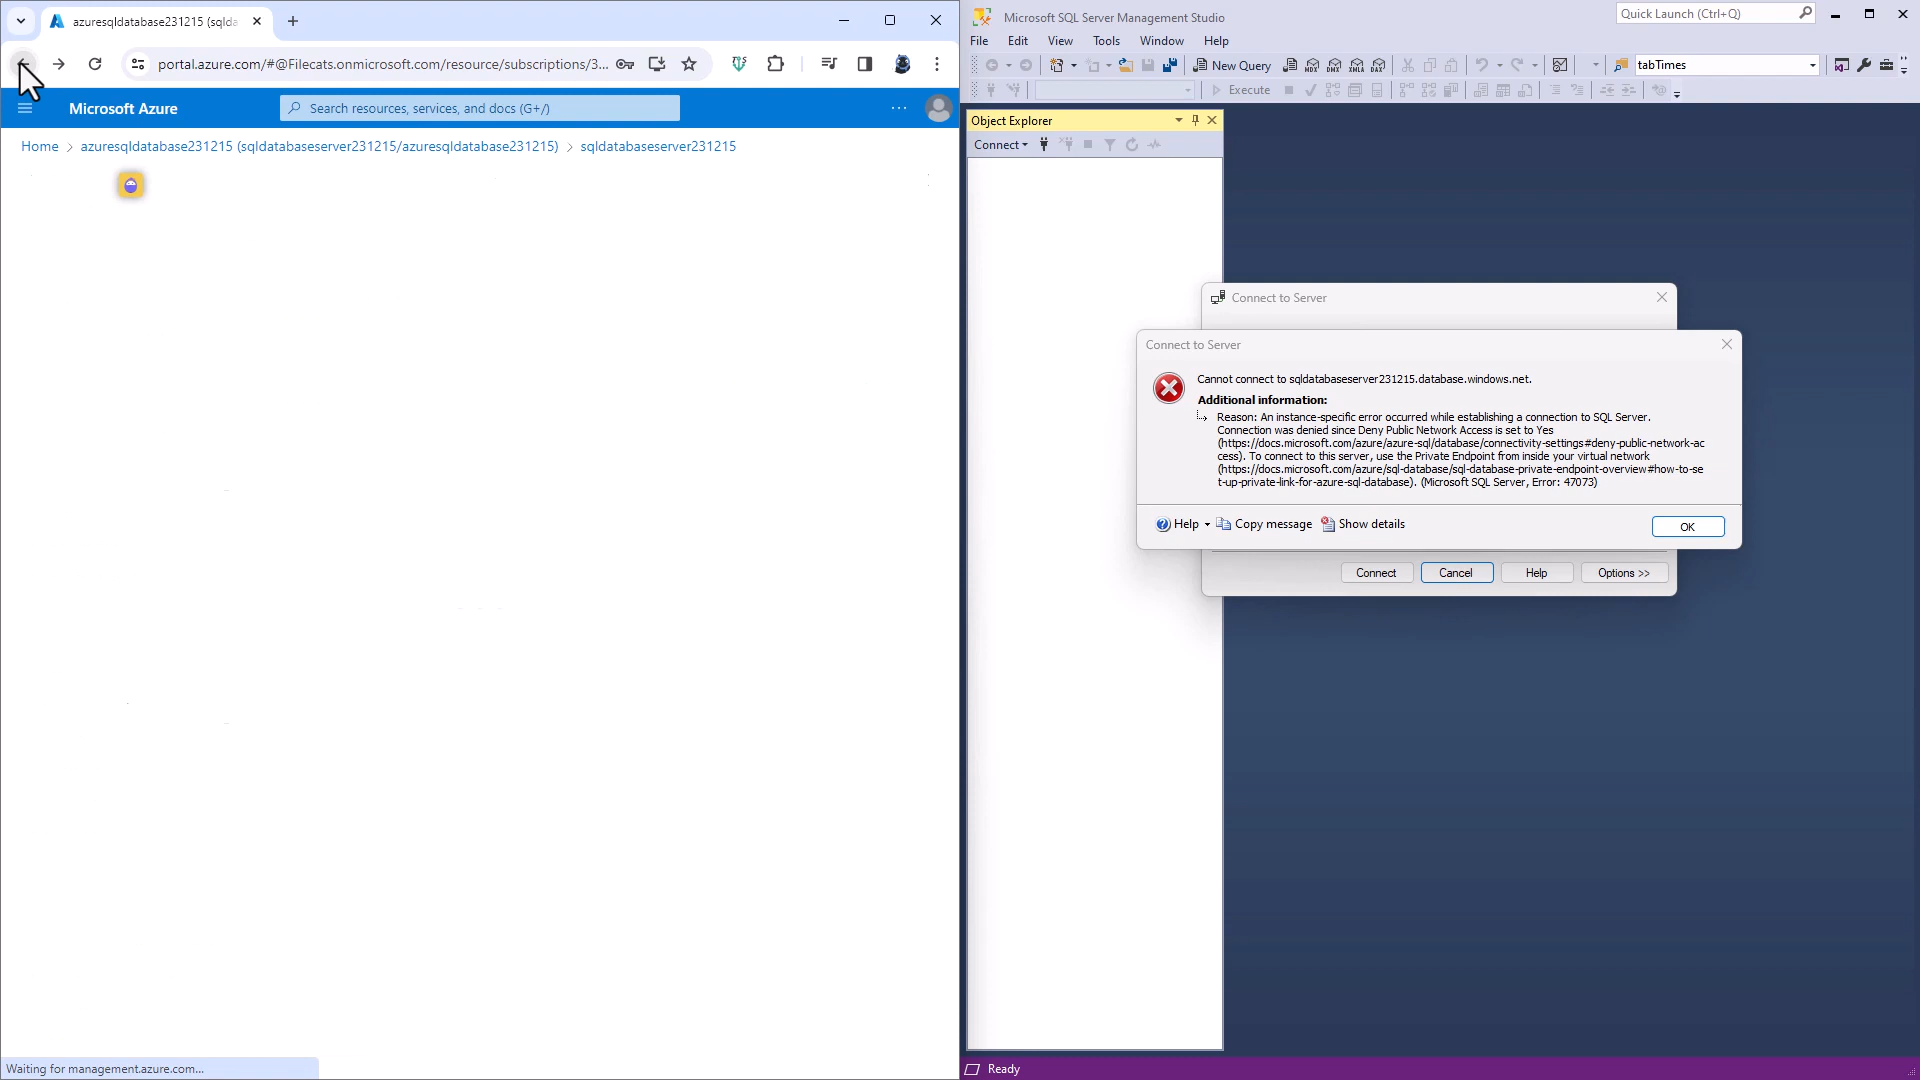 azuresqldatabase231215 (sqlda
portal.azure.com/#@Filecats.onmicrosoft.com/resource/subscriptions/3...
Microsoft Azure
Search resources, services, and docs (G+/)
Home > azuresqldatabase231215 (sqldatabaseserver231215/azuresqldatabase231215) > sqldatabaseserver231215
Waiting for management.azure.com...
Microsoft SQL Server Management Studio
Quick Launch (Ctrl+Q)
File Edit View Tools Window Help
New Query
MDX DMX XMLA DAX
tabTimes
Execute
Object Explorer
Connect
Connect to Server
Connect to Server
Cannot connect to sqldatabaseserver231215.database.windows.net.
Additional information:
Reason: An instance-specific error occurred while establishing a connection to SQL Server.
Connection was denied since Deny Public Network Access is set to Yes
(https://docs.microsoft.com/azure/azure-sql/database/connectivity-settings#deny-public-network-ac
cess). To connect to this server, use the Private Endpoint from inside your virtual network
(https://docs.microsoft.com/azure/sql-database/sql-database-private-endpoint-overview#how-to-se
t-up-private-link-for-azure-sql-database). (Microsoft SQL Server, Error: 47073)
Help Copy message Show details
OK
Connect Cancel Help Options >>
Ready